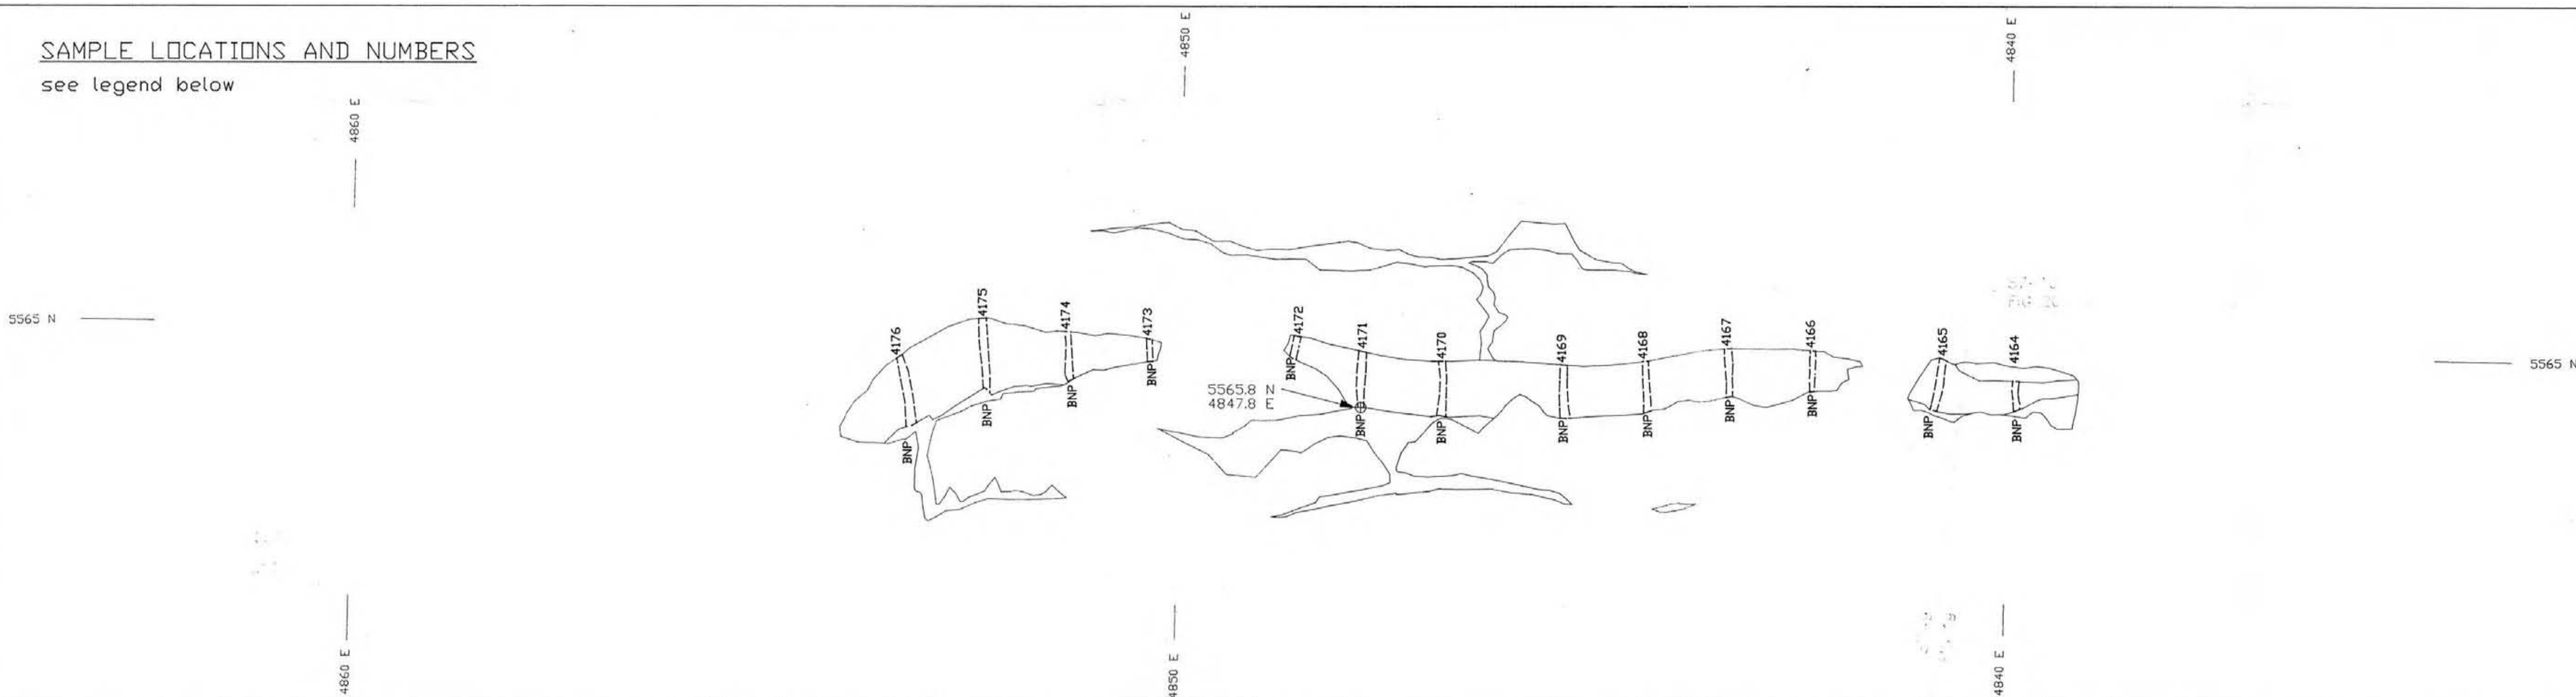 SAMPLE LOCATIONS AND NUMBERS
see legend below
4860 E
4850 E
4840 E
5565 N
5565 N
4176
4175
4174
4173
4172
4171
4170
4169
4168
4167
4166
4165
4164
BNP
BNP
BNP
BNP
BNP
BNP
BNP
BNP
BNP
BNP
BNP
BNP
BNP
5565.8 N
4847.8 E
4860 E
4850 E
4840 E